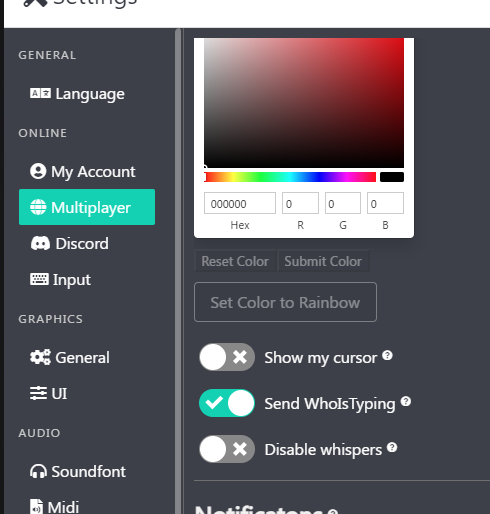 Settings
GENERAL
Language
ONLINE
My Account
Multiplayer
Discord
Input
GRAPHICS
General
UI
AUDIO
Soundfont
Midi
000000
0
0
0
Hex
R
G
B
Reset Color
Submit Color
Set Color to Rainbow
Show my cursor
Send WhoIsTyping
Disable whispers
Notificatons